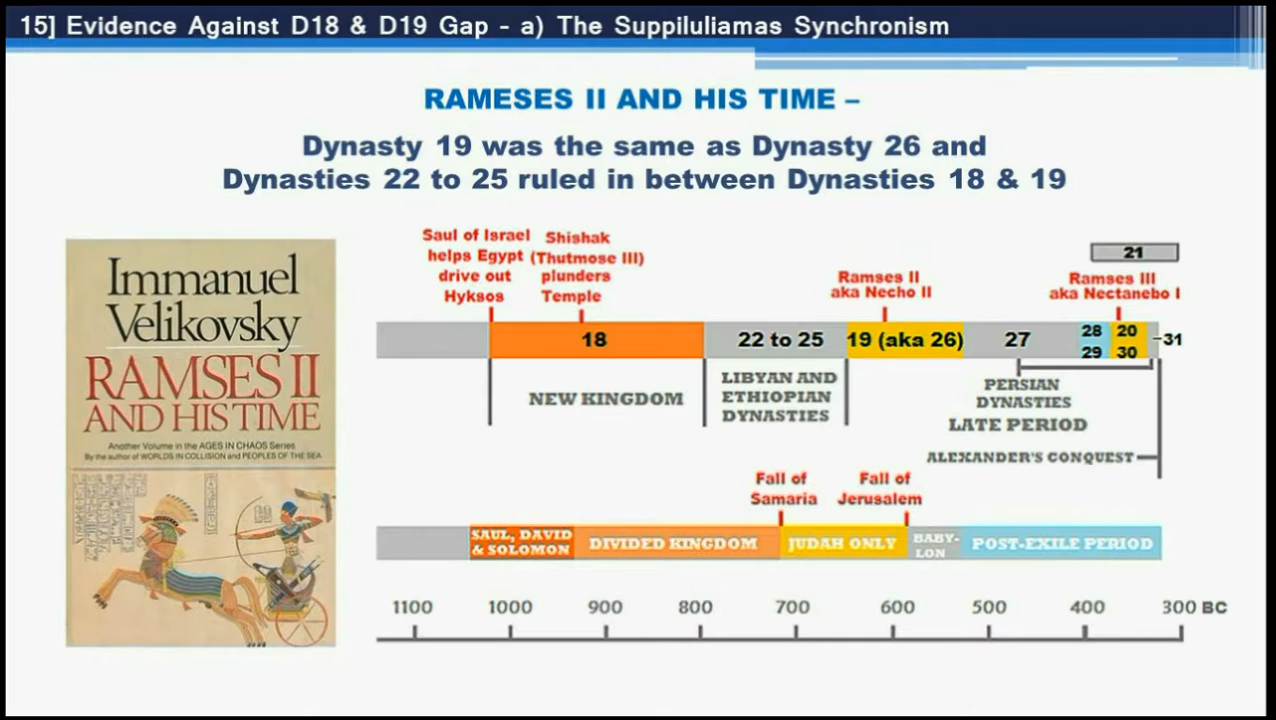 15] Evidence Against D18 & D19 Gap - a) The Suppiluliamas Synchronism
RAMESES II AND HIS TIME –
Dynasty 19 was the same as Dynasty 26 and
Dynasties 22 to 25 ruled in between Dynasties 18 & 19
Immanuel
Velikovsky
RAMSES II
AND HIS TIME
Another Volume in the AGES IN CHAOS Series
By the author of WORLDS IN COLLISION and PEOPLES OF THE SEA
Saul of Israel
helps Egypt
drive out
Hyksos
Shishak
(Thutmose III)
plunders
Temple
Ramses II
aka Necho II
21
Ramses III
aka Nectanebo I
18
22 to 25
19 (aka 26)
27
28
29
20
30
31
NEW KINGDOM
LIBYAN AND
ETHIOPIAN
DYNASTIES
PERSIAN
DYNASTIES
LATE PERIOD
ALEXANDER'S CONQUEST
Fall of
Samaria
Fall of
Jerusalem
SAUL, DAVID
& SOLOMON
DIVIDED KINGDOM
JUDAH ONLY
BABY-
LON
POST-EXILE PERIOD
1100 1000 900 800 700 600 500 400 300 BC